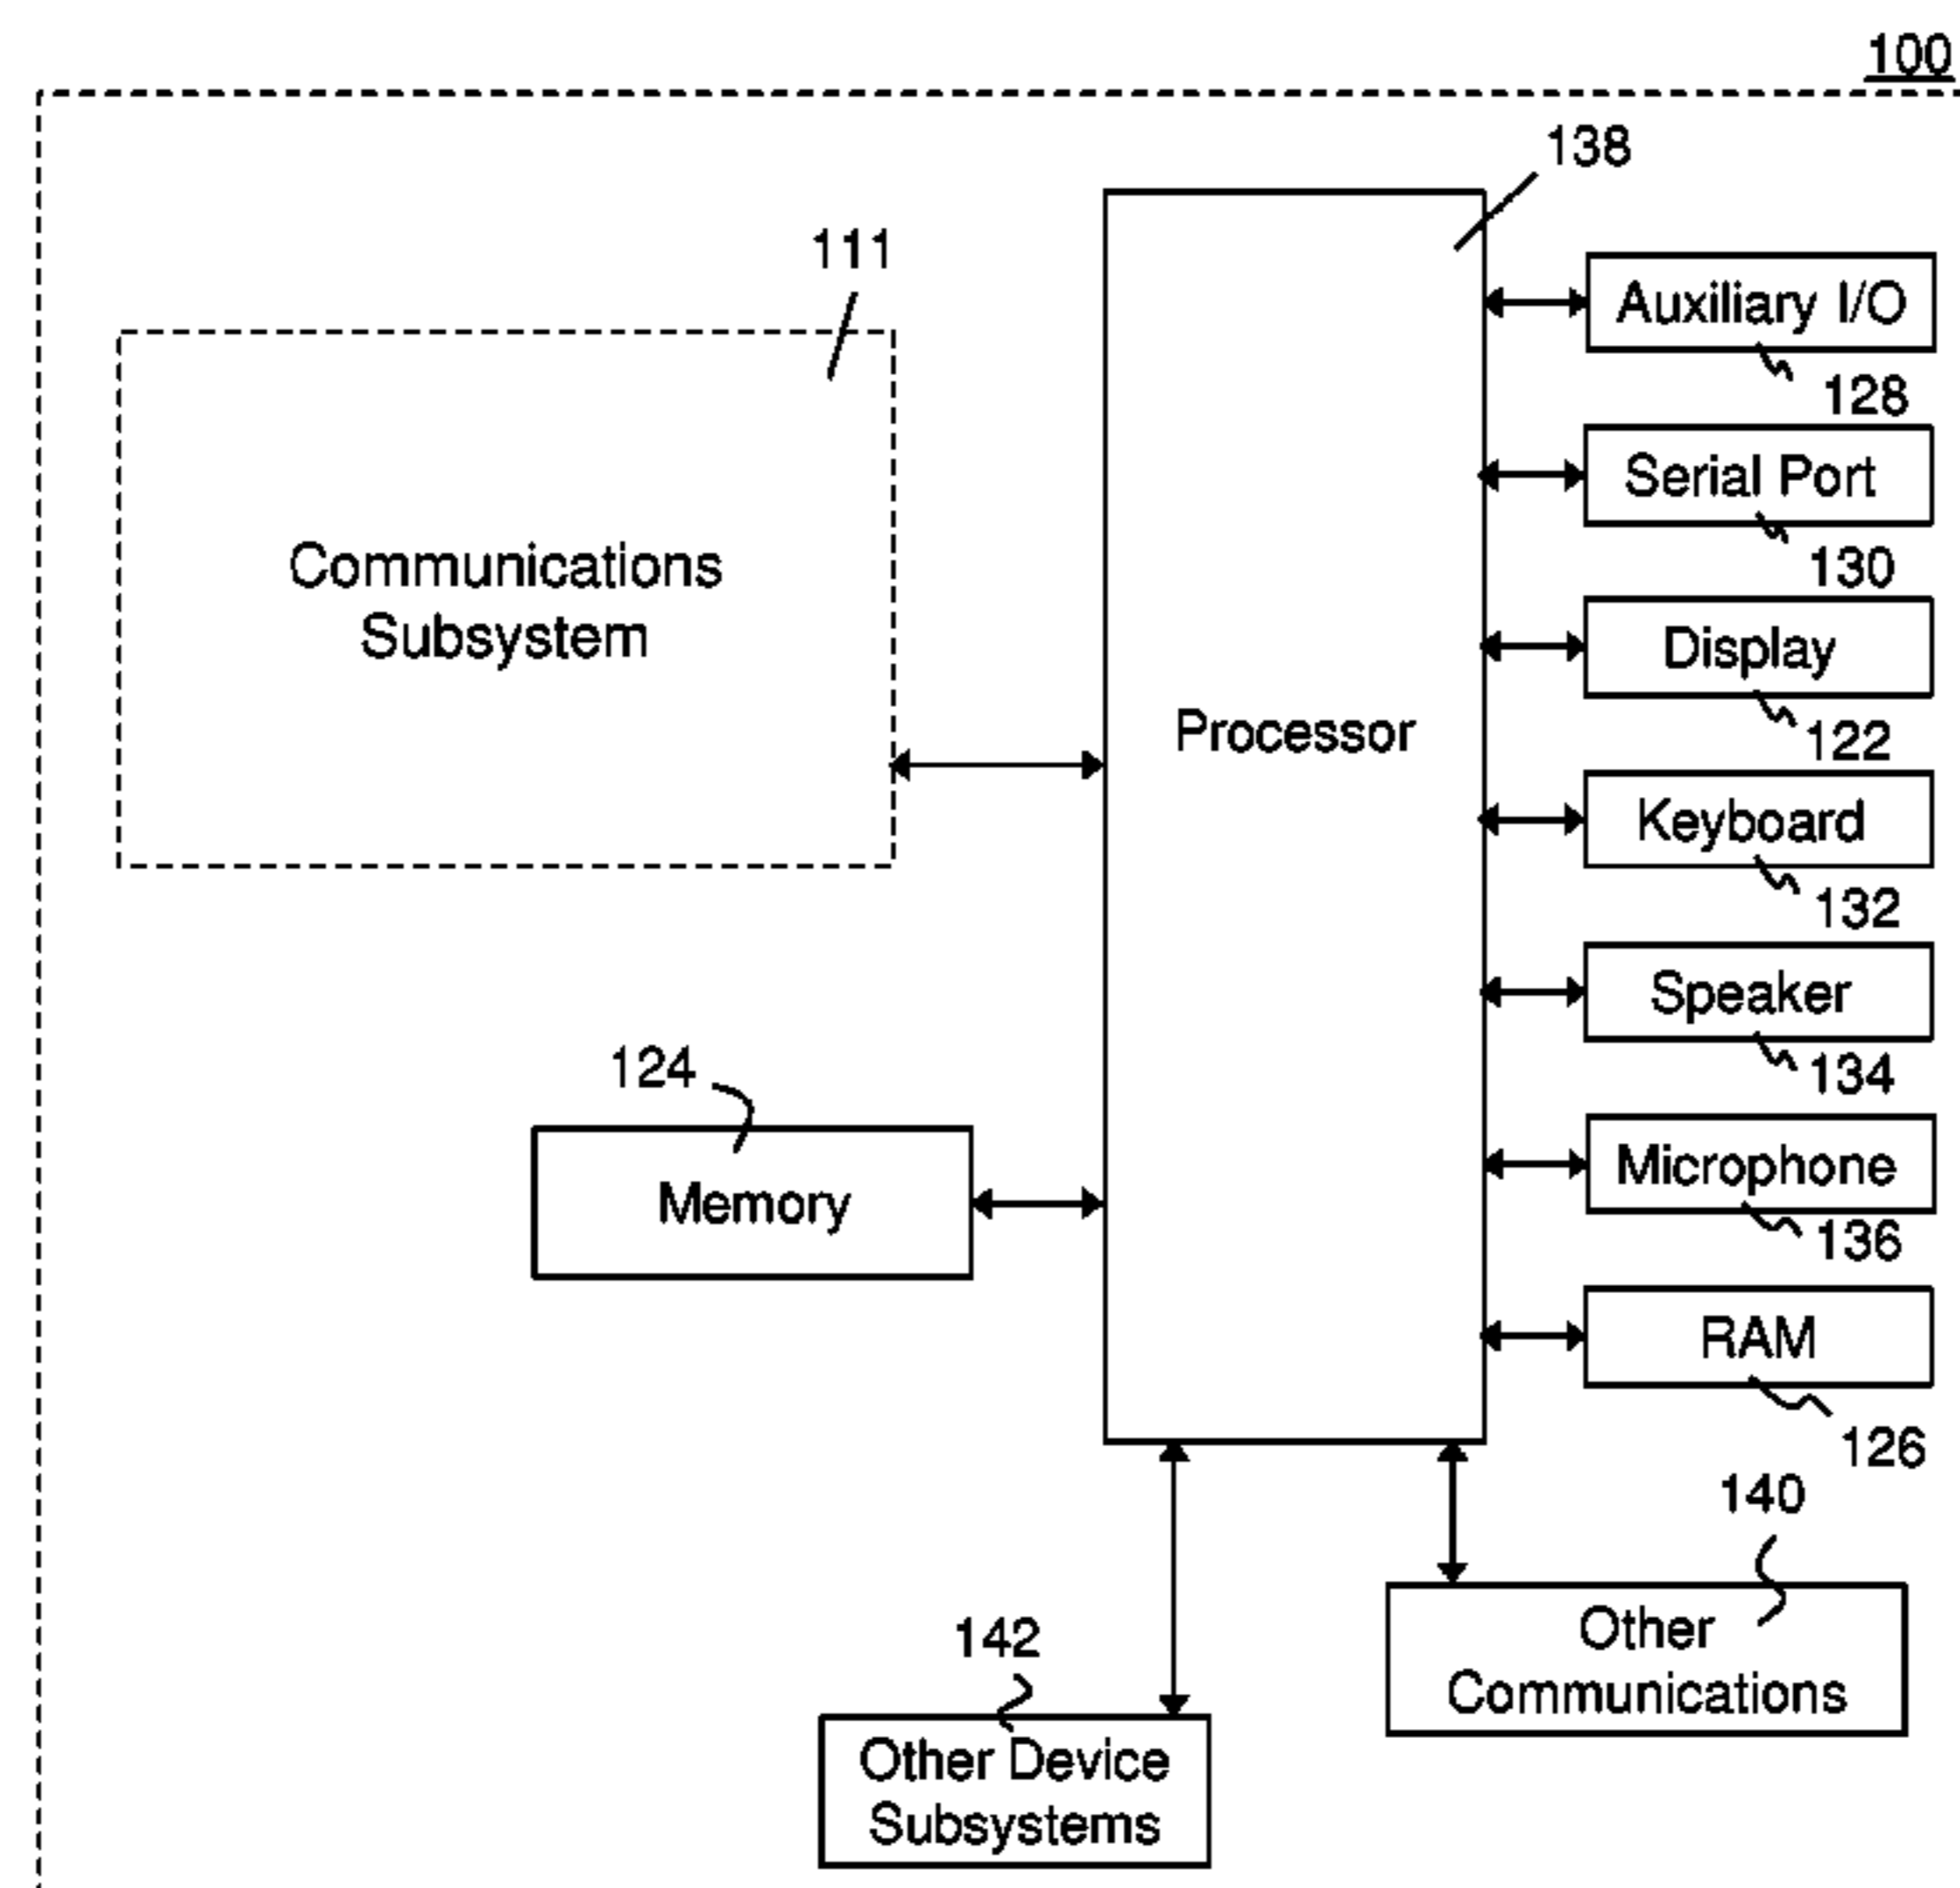 100
138
111
Auxiliary I/O
128
Serial Port
130
Communications
Subsystem
Display
122
Processor
Keyboard
132
Speaker
134
124
Memory
Microphone
136
RAM
126
140
Other
Communications
142
Other Device
Subsystems